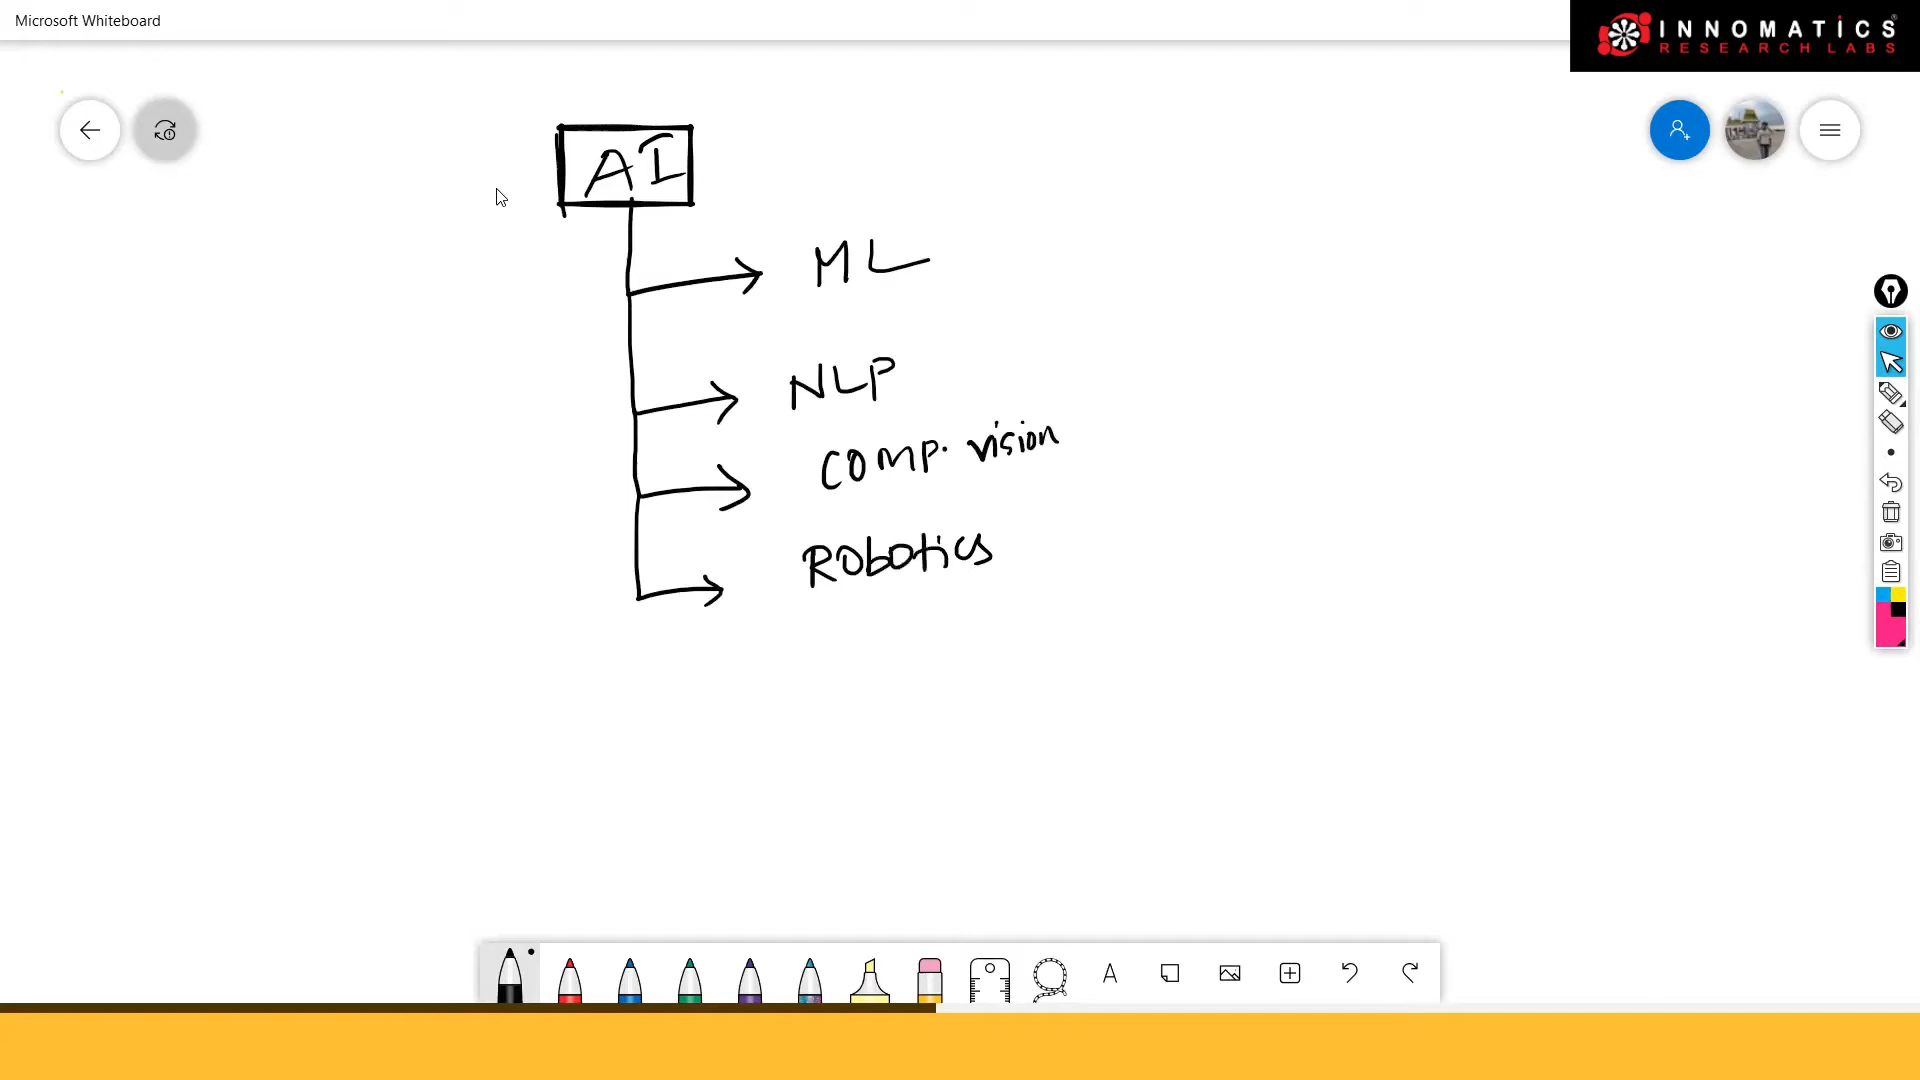 Microsoft Whiteboard
INNOMATICS
RESEARCH LABS
AI
ML
NLP
COMP. vision
Robotics